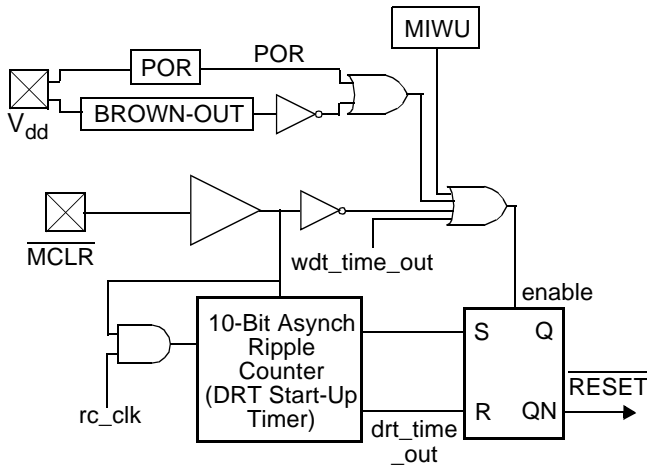 MIWU
POR
POR
BROWN-OUT
Vdd
MCLR
wdt_time_out
enable
10-Bit Asynch
Ripple
Counter
(DRT Start-Up
Timer)
S
Q
RESET
rc_clk
R
QN
drt_time
_out